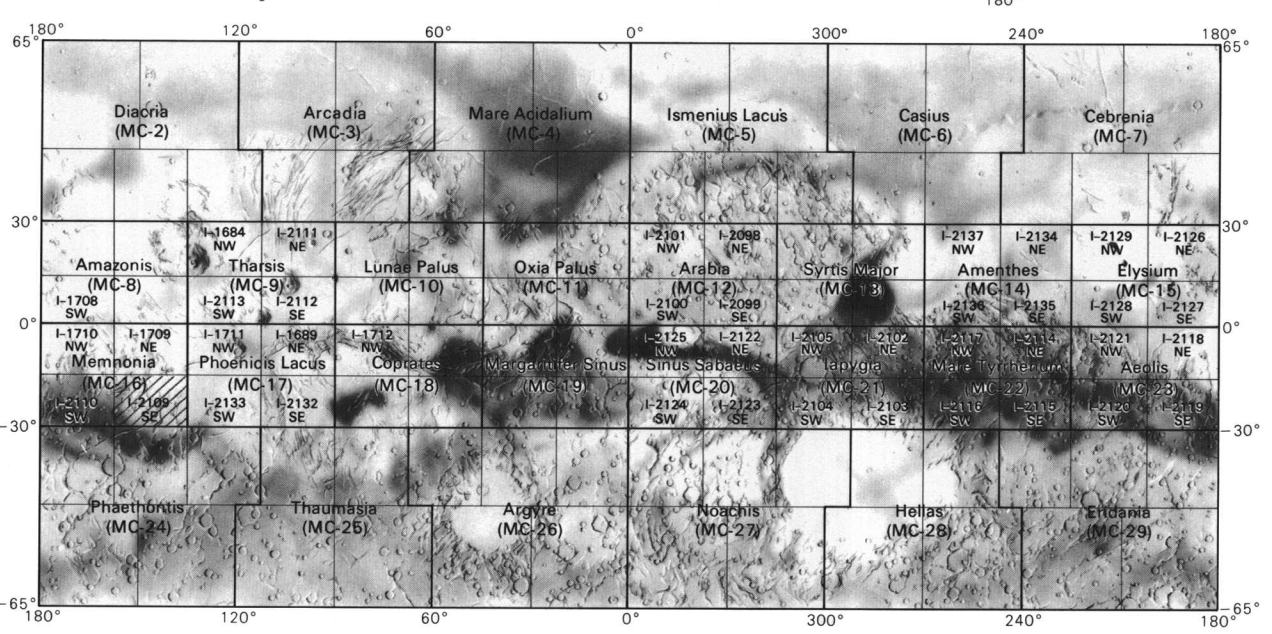 180°
180° 120° 60° 0° 300° 240° 180°
65° 65°
Diacria Arcadia Mare Acidalium Ismenius Lacus Casius Cebrenia
(MC-2) (MC-3) (MC-4) (MC-5) (MC-6) (MC-7)
30° 30°
I-1684 I-2111 I-2101 I-2098 I-2137 I-2134 I-2129 I-2126
NW NE NW NE NW NE NW NE
Amazonis Tharsis Lunae Palus Oxia Palus Arabia Syrtis Major Amenthes Elysium
(MC-8) (MC-9) (MC-10) (MC-11) (MC-12) (MC-13) (MC-14) (MC-15)
I-1708 I-2113 I-2112 I-2100 I-2099 I-2136 I-2135 I-2128 I-2127
SW SW SE SW SE SW SE SW SE
0° 0°
I-1710 I-1709 I-1711 I-1689 I-1712 I-2125 I-2122 I-2105 I-2102 I-2117 I-2114 I-2121 I-2118
NW NE NW NE NW NW NE NW NE NW NE NW NE
Memnonia Phoenicis Lacus Coprates Margaritifer Sinus Sinus Sabaeus Iapygia Mare Tyrrhenum Aeolis
(MC-16) (MC-17) (MC-18) (MC-19) (MC-20) (MC-21) (MC-22) (MC-23)
I-2110 I-2109 I-2133 I-2132 I-2124 I-2123 I-2104 I-2103 I-2116 I-2115 I-2120 I-2119
SW SE SW SE SW SE SW SE SW SE SW SE
-30° -30°
Phaethontis Thaumasia Argyre Noachis Hellas Eridania
(MC-24) (MC-25) (MC-26) (MC-27) (MC-28) (MC-29)
-65° -65°
180° 120° 60° 0° 300° 240° 180°